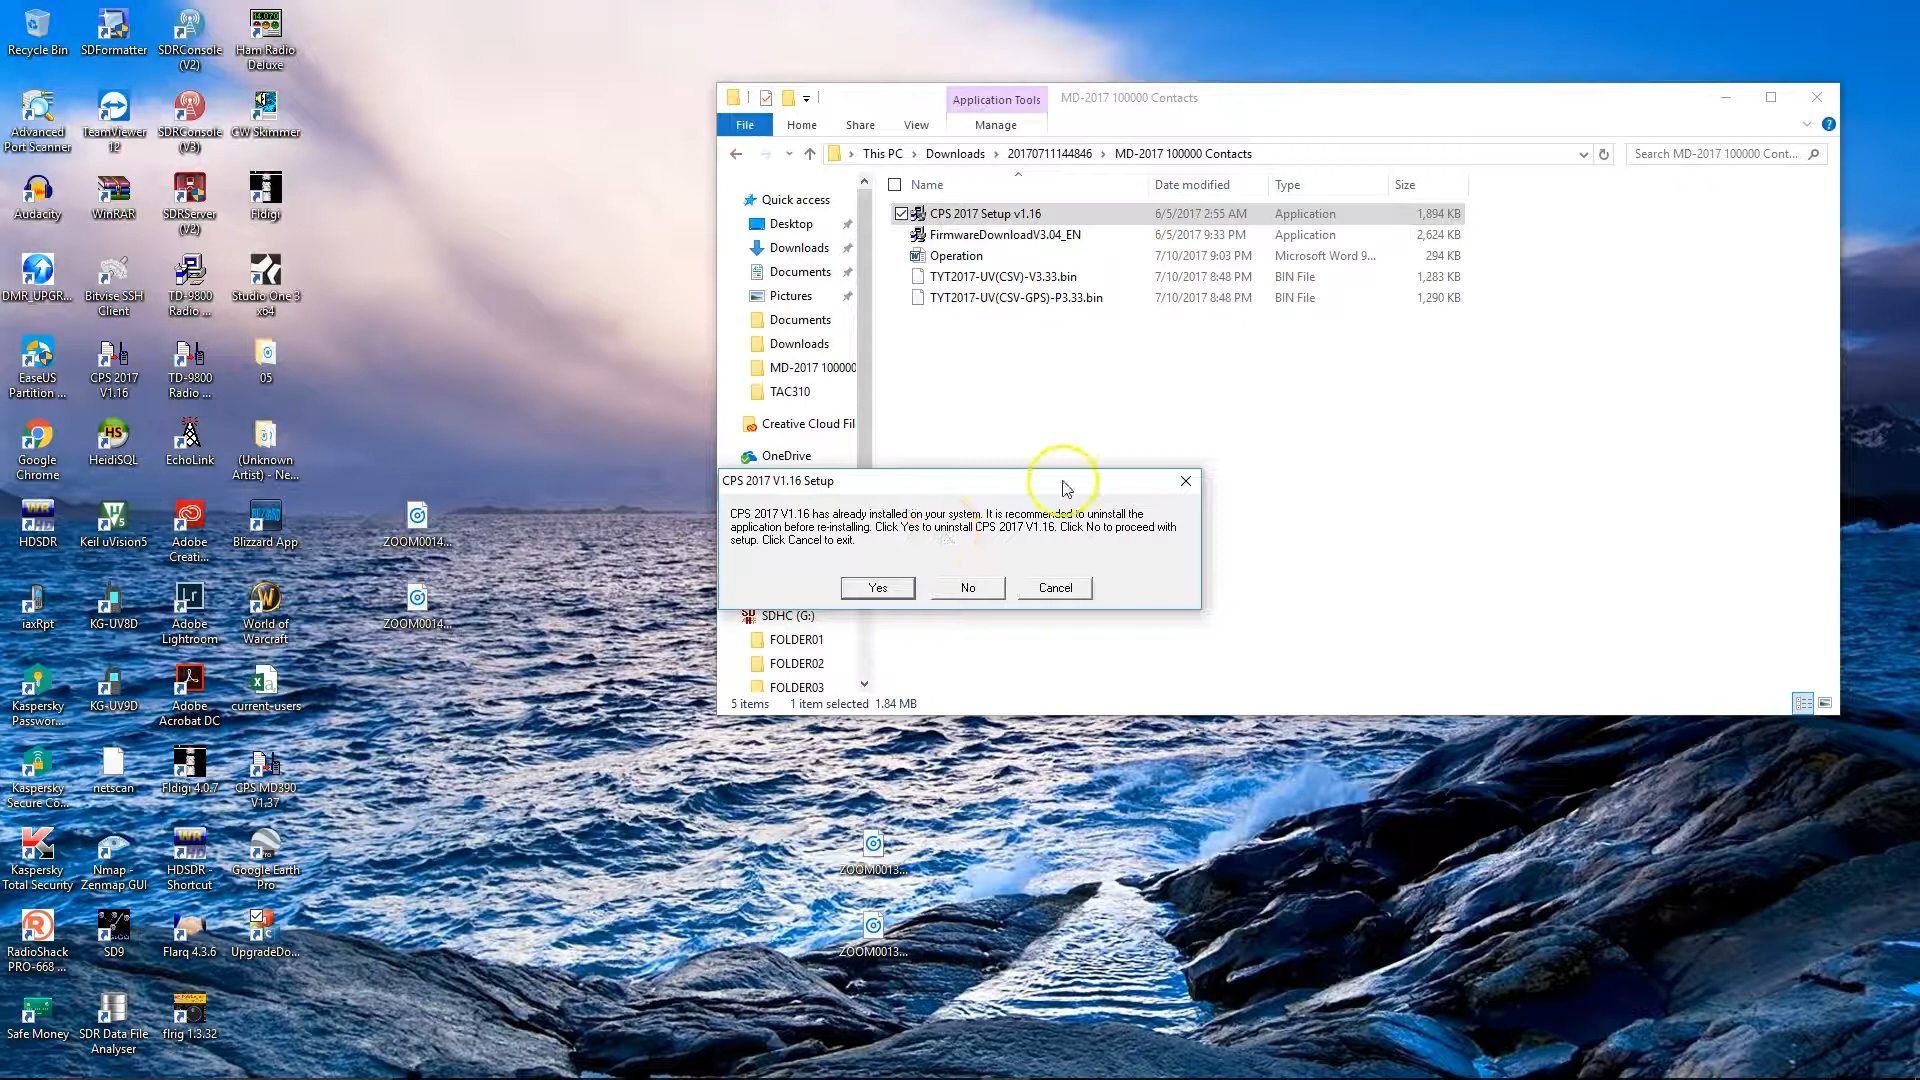 Recycle Bin
SDFormatter
SDRConsole
(V2)
Ham Radio
Deluxe
Advanced
Port Scanner
TeamViewer
12
SDRConsole
(V3)
CW Skimmer
Audacity
WinRAR
SDRServer
(V2)
Fldigi
DMR_UPGR...
Bitvise SSH
Client
TD-9800
Radio ...
Studio One 3
x64
EaseUS
Partition ...
CPS 2017
V1.16
TD-9800
Radio ...
05
Google
Chrome
HeidiSQL
EchoLink
(Unknown
Artist) - Ne...
HDSDR
Keil uVision5
Adobe
Creati...
Blizzard App
ZOOM0014...
iaxRpt
KG-UV8D
Adobe
Lightroom
World of
Warcraft
ZOOM0014...
Kaspersky
Passwor...
KG-UV9D
Adobe
Acrobat DC
current-users
Kaspersky
Secure Co...
netscan
Fldigi 4.0.7
CPS MD390
V1.37
Kaspersky
Total Security
Nmap -
Zenmap GUI
HDSDR -
Shortcut
Google Earth
Pro
ZOOM0013...
RadioShack
PRO-668 ...
SD9
Flarq 4.3.6
UpgradeDo...
ZOOM0013...
Safe Money
SDR Data File
Analyser
flrig 1.3.32
Application Tools
MD-2017 100000 Contacts
File
Home
Share
View
Manage
This PC > Downloads > 20170711144846 > MD-2017 100000 Contacts
Search MD-2017 100000 Cont...
Name Date modified Type Size
CPS 2017 Setup v1.16 6/5/2017 2:55 AM Application 1,894 KB
FirmwareDownloadV3.04_EN 6/5/2017 9:33 PM Application 2,624 KB
Operation 7/10/2017 9:03 PM Microsoft Word 9... 294 KB
TYT2017-UV(CSV)-V3.33.bin 7/10/2017 8:48 PM BIN File 1,283 KB
TYT2017-UV(CSV-GPS)-P3.33.bin 7/10/2017 8:48 PM BIN File 1,290 KB
Quick access
Desktop
Downloads
Documents
Pictures
Documents
Downloads
MD-2017 100000
TAC310
Creative Cloud Fil
OneDrive
CPS 2017 V1.16 Setup
CPS 2017 V1.16 has already installed on your system. It is recommended to uninstall the
application before re-installing. Click Yes to uninstall CPS 2017 V1.16. Click No to proceed with
setup. Click Cancel to exit.
Yes
No
Cancel
SDHC (G:)
FOLDER01
FOLDER02
FOLDER03
5 items 1 item selected 1.84 MB